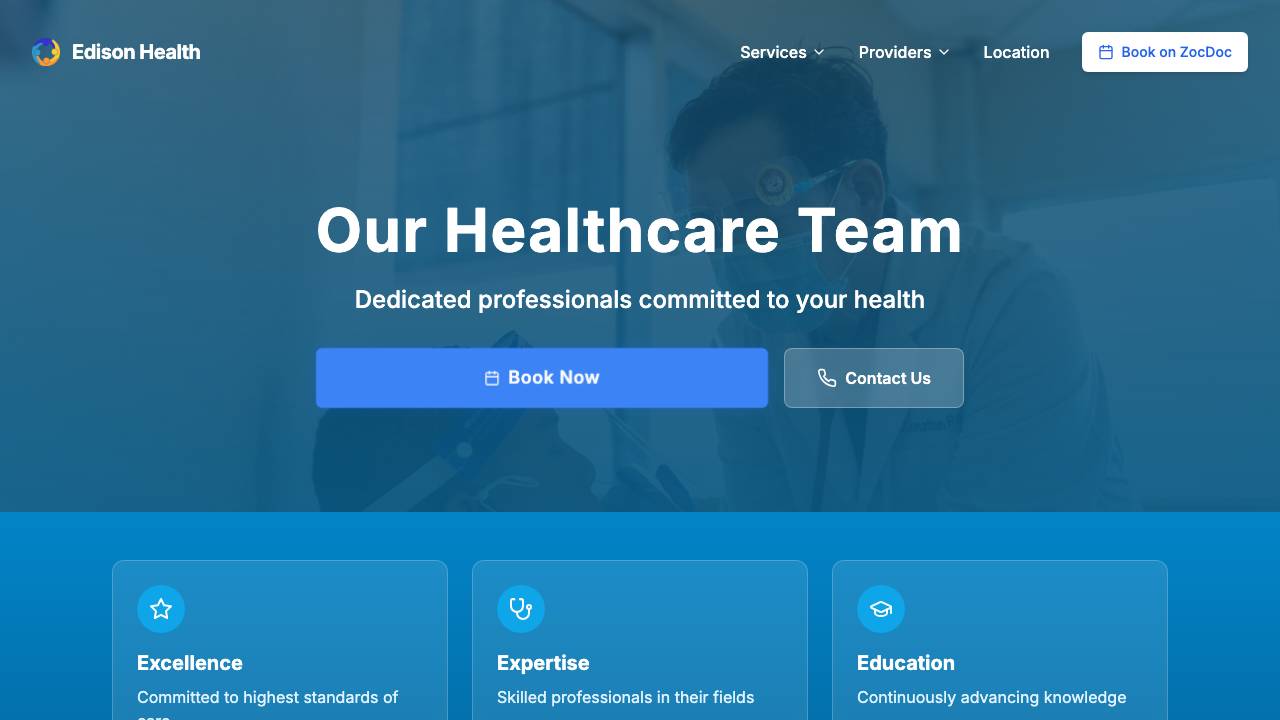 Edison Health
Services
Providers
Location
Book on ZocDoc
Our Healthcare Team
Dedicated professionals committed to your health
Book Now
Contact Us
Excellence
Committed to highest standards of
Expertise
Skilled professionals in their fields
Education
Continuously advancing knowledge